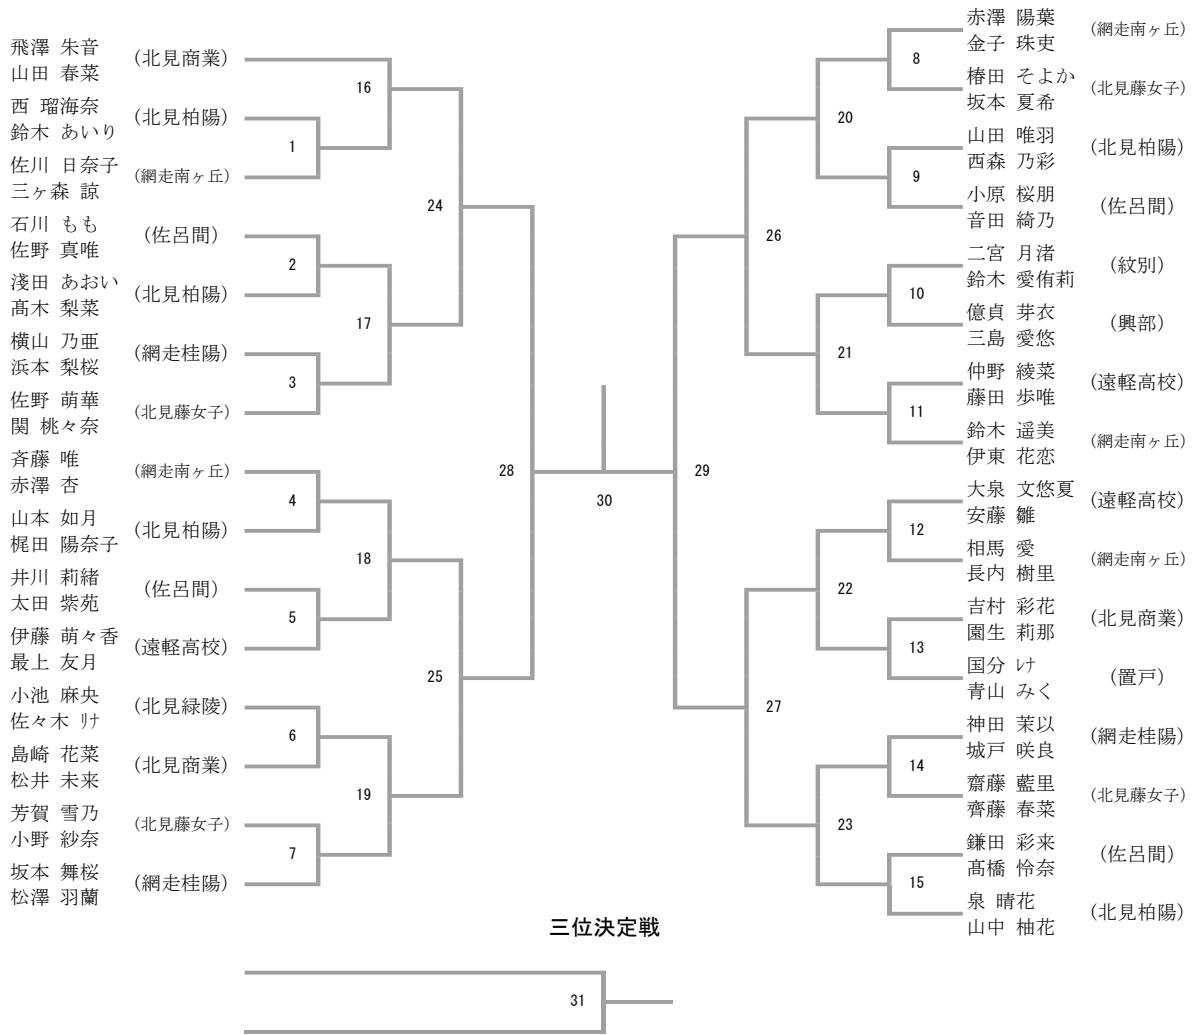 飛澤 朱音
山田 春菜
(北見商業)
16
西 瑠海奈
鈴木 あいり
(北見柏陽)
1
佐川 日奈子
三ヶ森 諒
(網走南ヶ丘)
24
石川 もも
佐野 真唯
(佐呂間)
2
淺田 あおい
髙木 梨菜
(北見柏陽)
17
横山 乃亜
浜本 梨桜
(網走桂陽)
3
佐野 萌華
関 桃々奈
(北見藤女子)
28
斉藤 唯
赤澤 杏
(網走南ヶ丘)
4
山本 如月
梶田 陽奈子
(北見柏陽)
18
井川 莉緒
太田 紫苑
(佐呂間)
5
伊藤 萌々香
最上 友月
(遠軽高校)
25
小池 麻央
佐々木 リナ
(北見緑陵)
6
島崎 花菜
松井 未来
(北見商業)
19
芳賀 雪乃
小野 紗奈
(北見藤女子)
7
坂本 舞桜
松澤 羽蘭
(網走桂陽)
30
赤澤 陽葉
金子 珠吏
(網走南ヶ丘)
8
椿田 そよか
坂本 夏希
(北見藤女子)
20
山田 唯羽
西森 乃彩
(北見柏陽)
9
小原 桜朋
音田 綺乃
(佐呂間)
26
二宮 月渚
鈴木 愛侑莉
(紋別)
10
億貞 芽衣
三島 愛悠
(興部)
21
仲野 綾菜
藤田 歩唯
(遠軽高校)
11
鈴木 遥美
伊東 花恋
(網走南ヶ丘)
29
大泉 文悠夏
安藤 雛
(遠軽高校)
12
相馬 愛
長内 樹里
(網走南ヶ丘)
22
吉村 彩花
園生 莉那
(北見商業)
13
国分 レナ
青山 みく
(置戸)
27
神田 茉以
城戸 咲良
(網走桂陽)
14
齋藤 藍里
齊藤 春菜
(北見藤女子)
23
鎌田 彩来
髙橋 怜奈
(佐呂間)
15
泉 晴花
山中 柚花
(北見柏陽)
三位決定戦
31